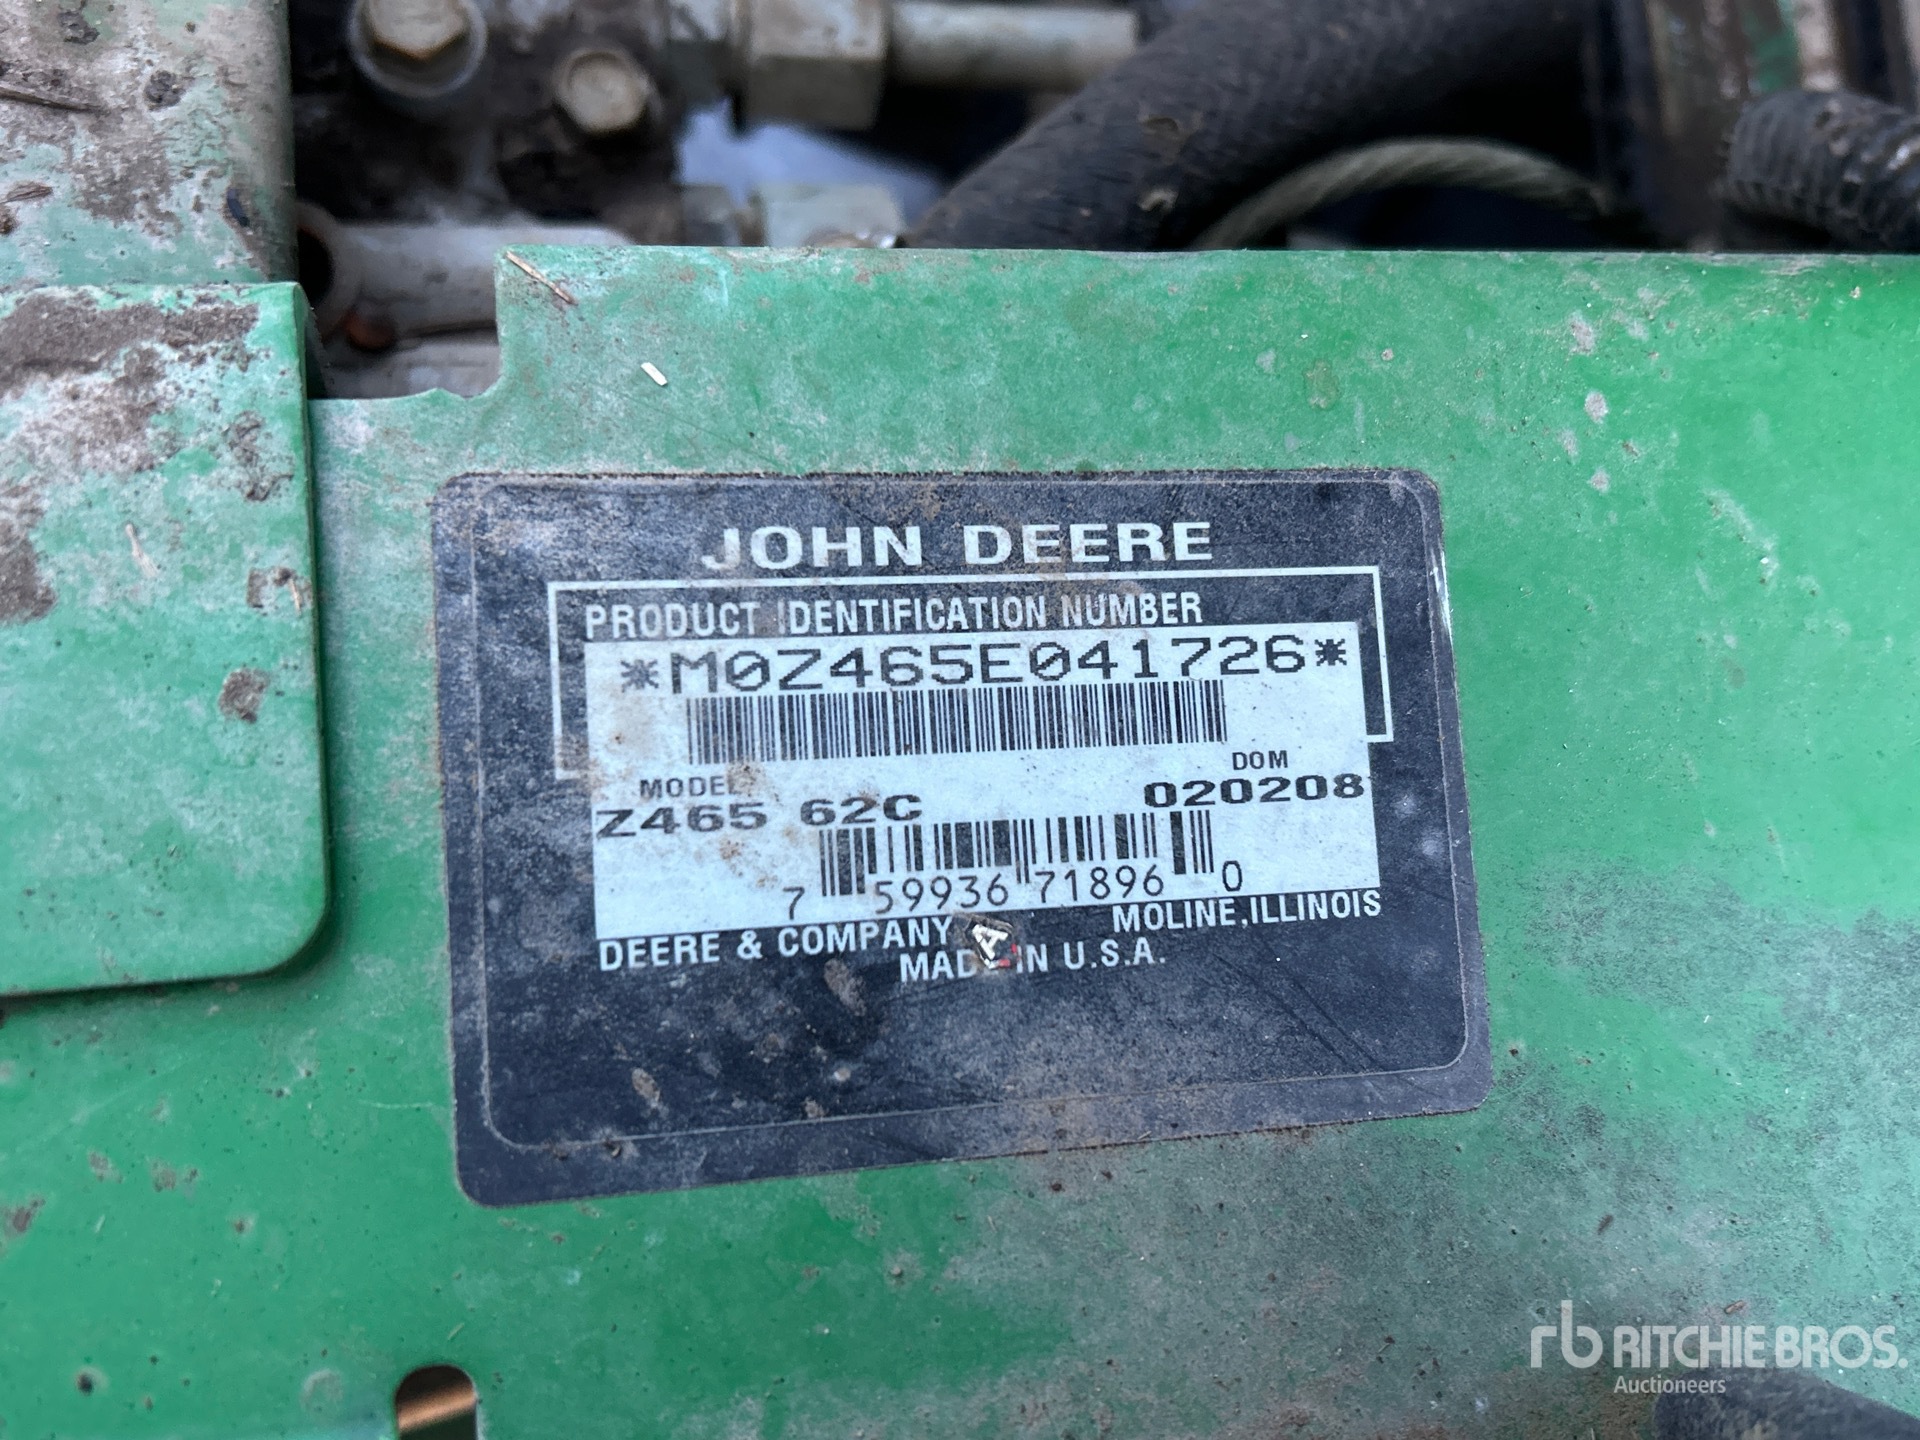 JOHN DEERE
PRODUCT IDENTIFICATION NUMBER
*M0Z465E041726*
MODEL DOM
Z465 62C 020208
7 59936 71896 0
DEERE & COMPANY MOLINE, ILLINOIS
MADE IN U.S.A.
A
rb RITCHIE BROS.
Auctioneers